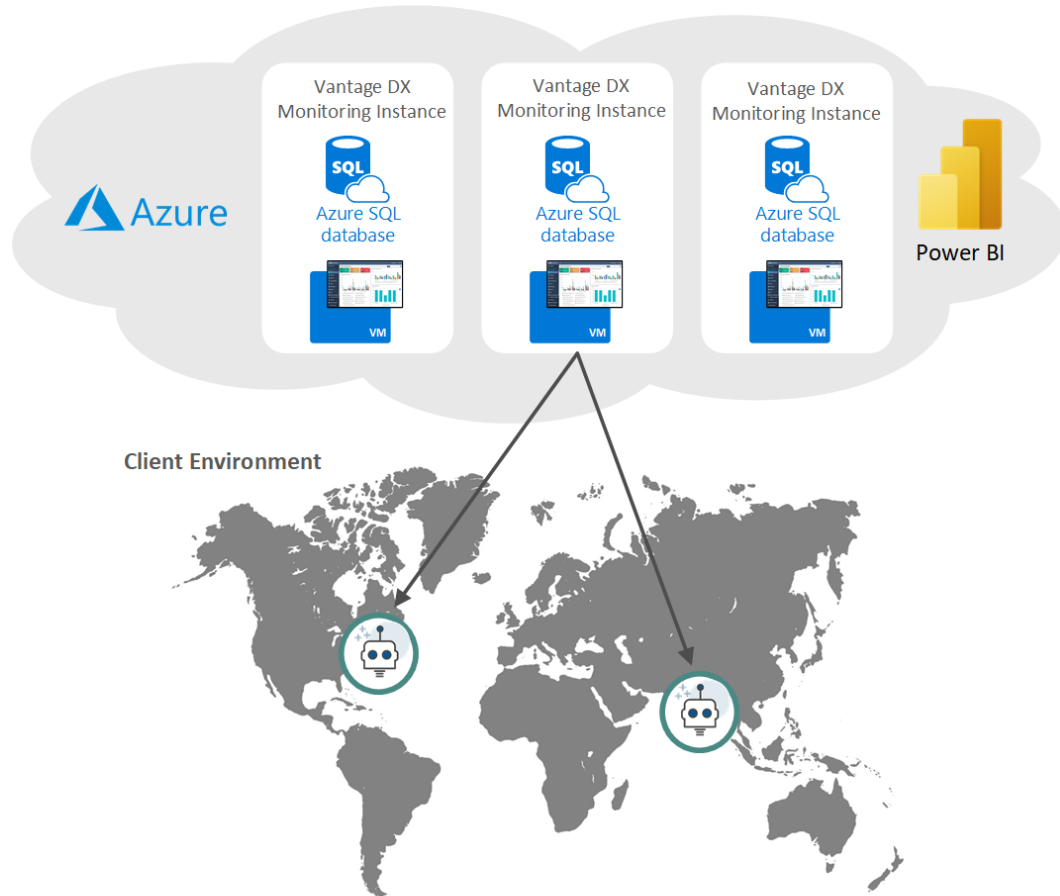 Vantage DX
Monitoring Instance
SQL
Azure SQL
database
VM
Vantage DX
Monitoring Instance
SQL
Azure SQL
database
VM
Vantage DX
Monitoring Instance
SQL
Azure SQL
database
VM
Azure
Power BI
Client Environment